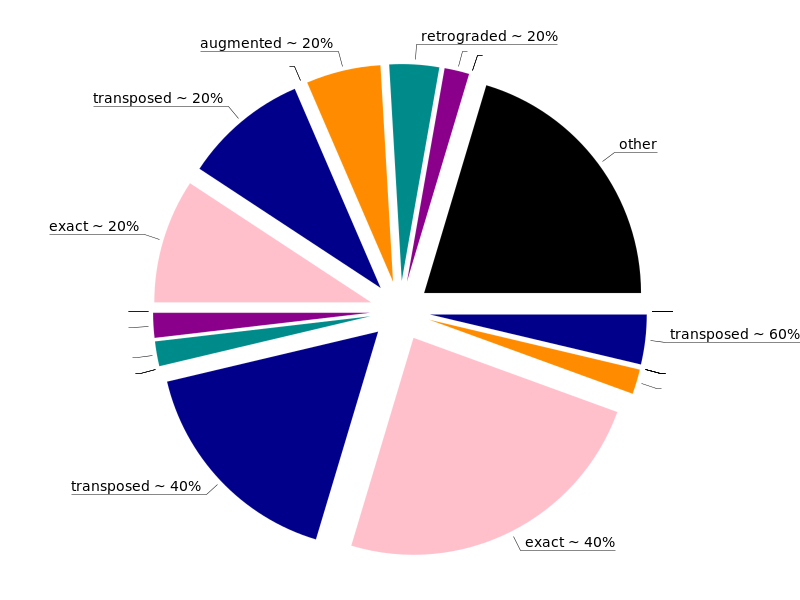 retrograded ~ 20%
augmented ~ 20%
transposed ~ 20%
other
exact ~ 20%
transposed ~ 60%
transposed ~ 40%
exact ~ 40%